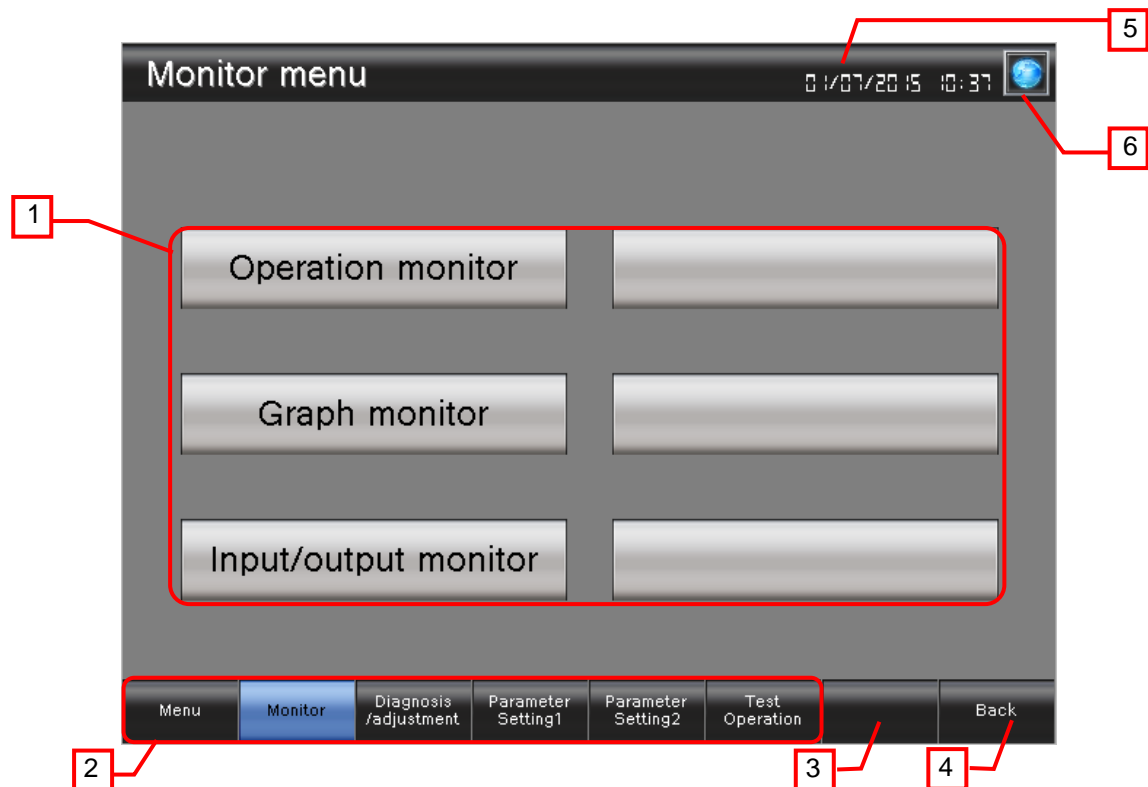 5
Monitor menu
01/07/2015 10:37
6
1
Operation monitor
Graph monitor
Input/output monitor
Menu
Monitor
Diagnosis
/adjustment
Parameter
Setting1
Parameter
Setting2
Test
Operation
Back
2
3
4